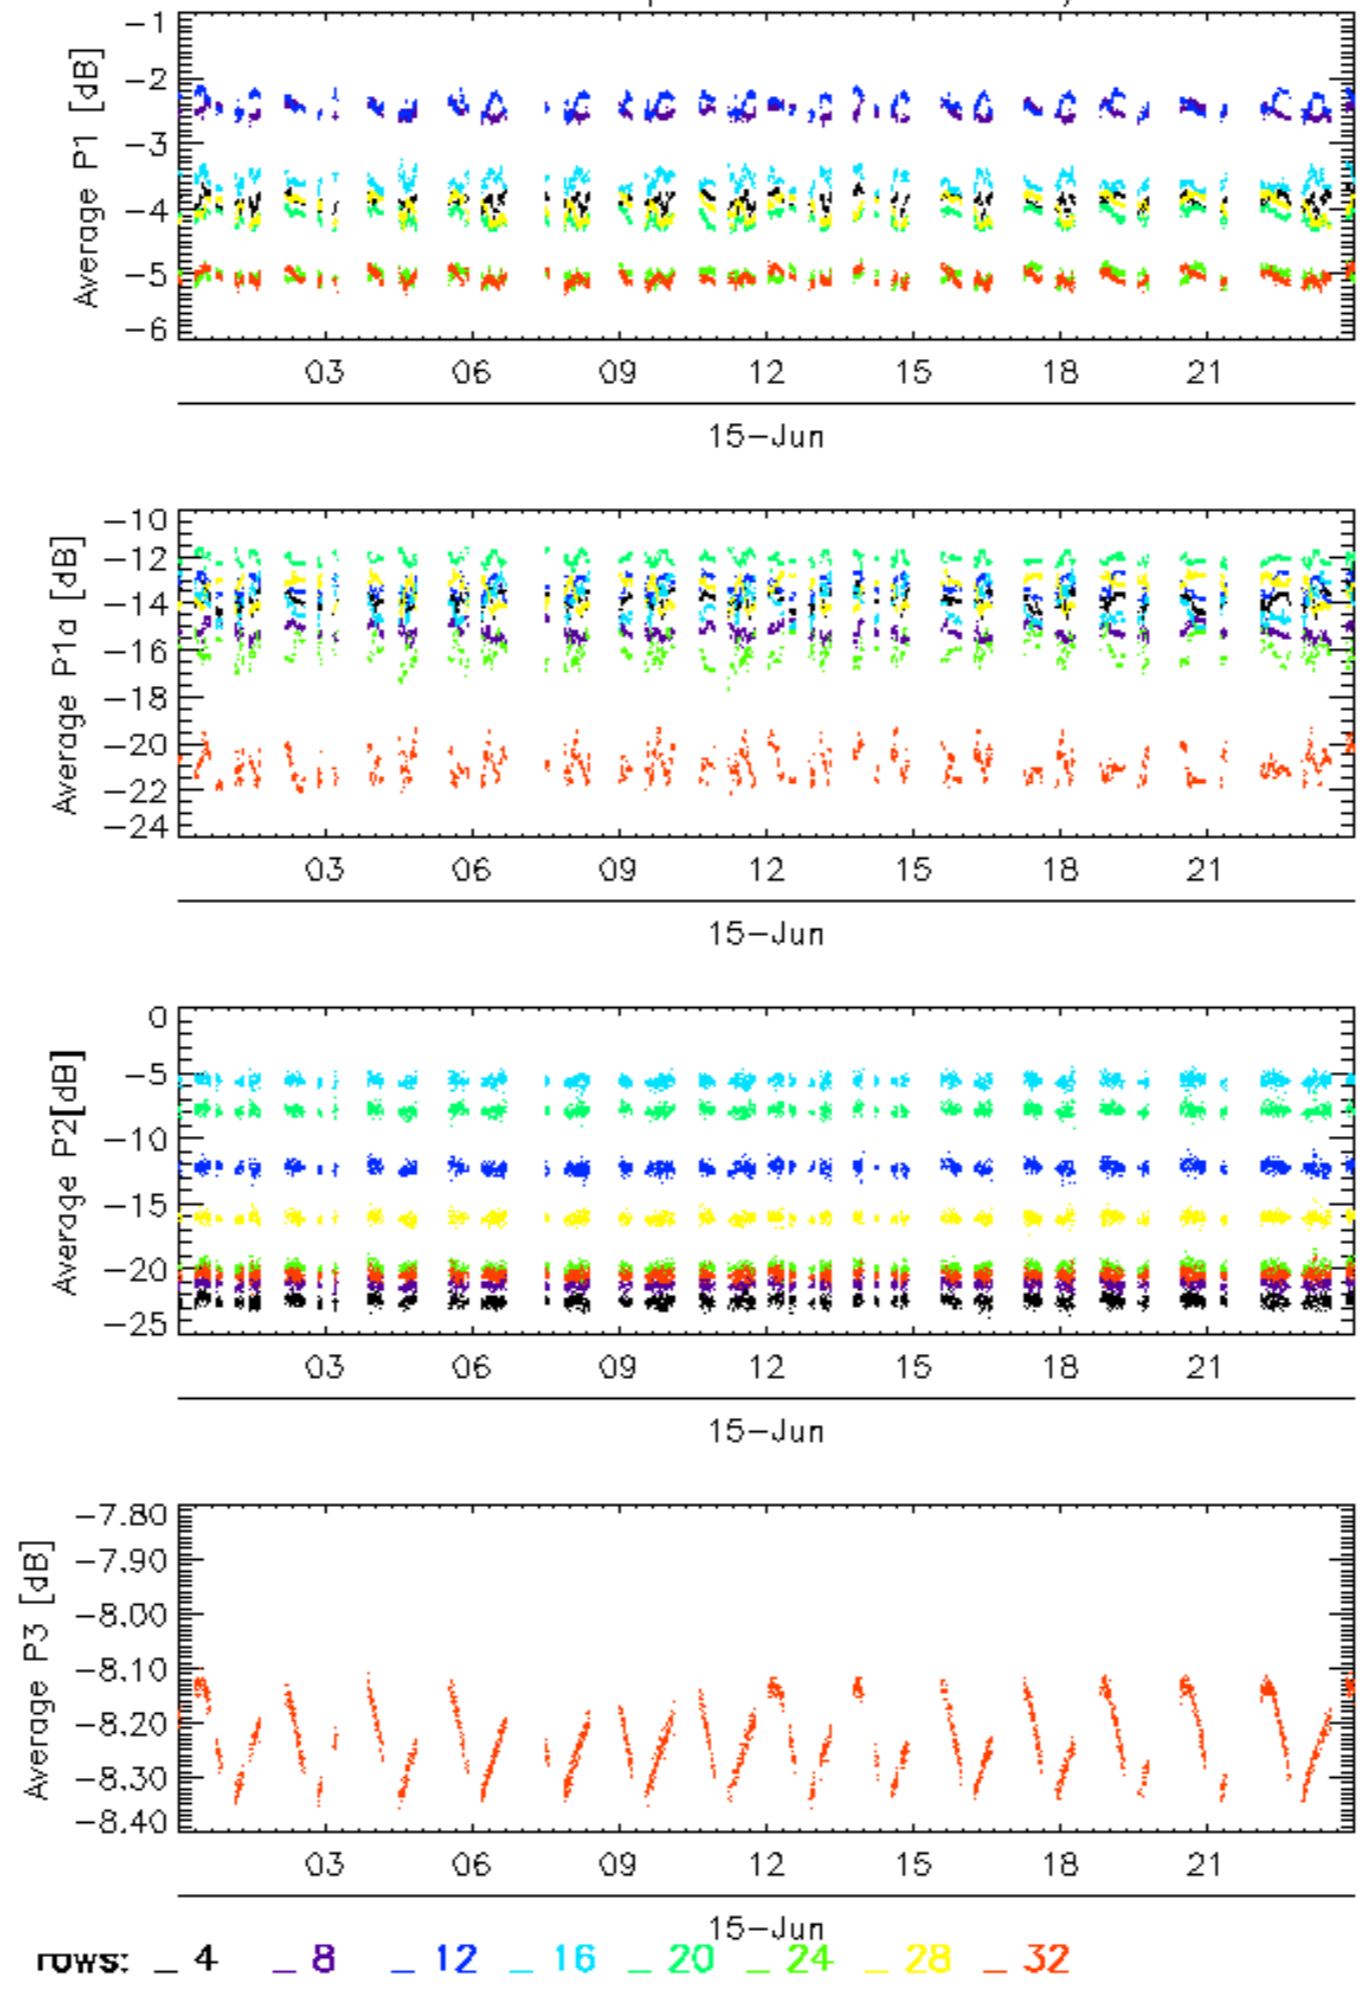 Average P1 [dB]
-1
-2
-3
-4
-5
-6
03 06 09 12 15 18 21
15-Jun
Average P1a [dB]
-10
-12
-14
-16
-18
-20
-22
-24
03 06 09 12 15 18 21
15-Jun
Average P2[dB]
0
-5
-10
-15
-20
-25
03 06 09 12 15 18 21
15-Jun
Average P3 [dB]
-7.80
-7.90
-8.00
-8.10
-8.20
-8.30
-8.40
03 06 09 12 15 18 21
15-Jun
rows: _ 4 _ 8 _ 12 _ 16 _ 20 _ 24 _ 28 _ 32